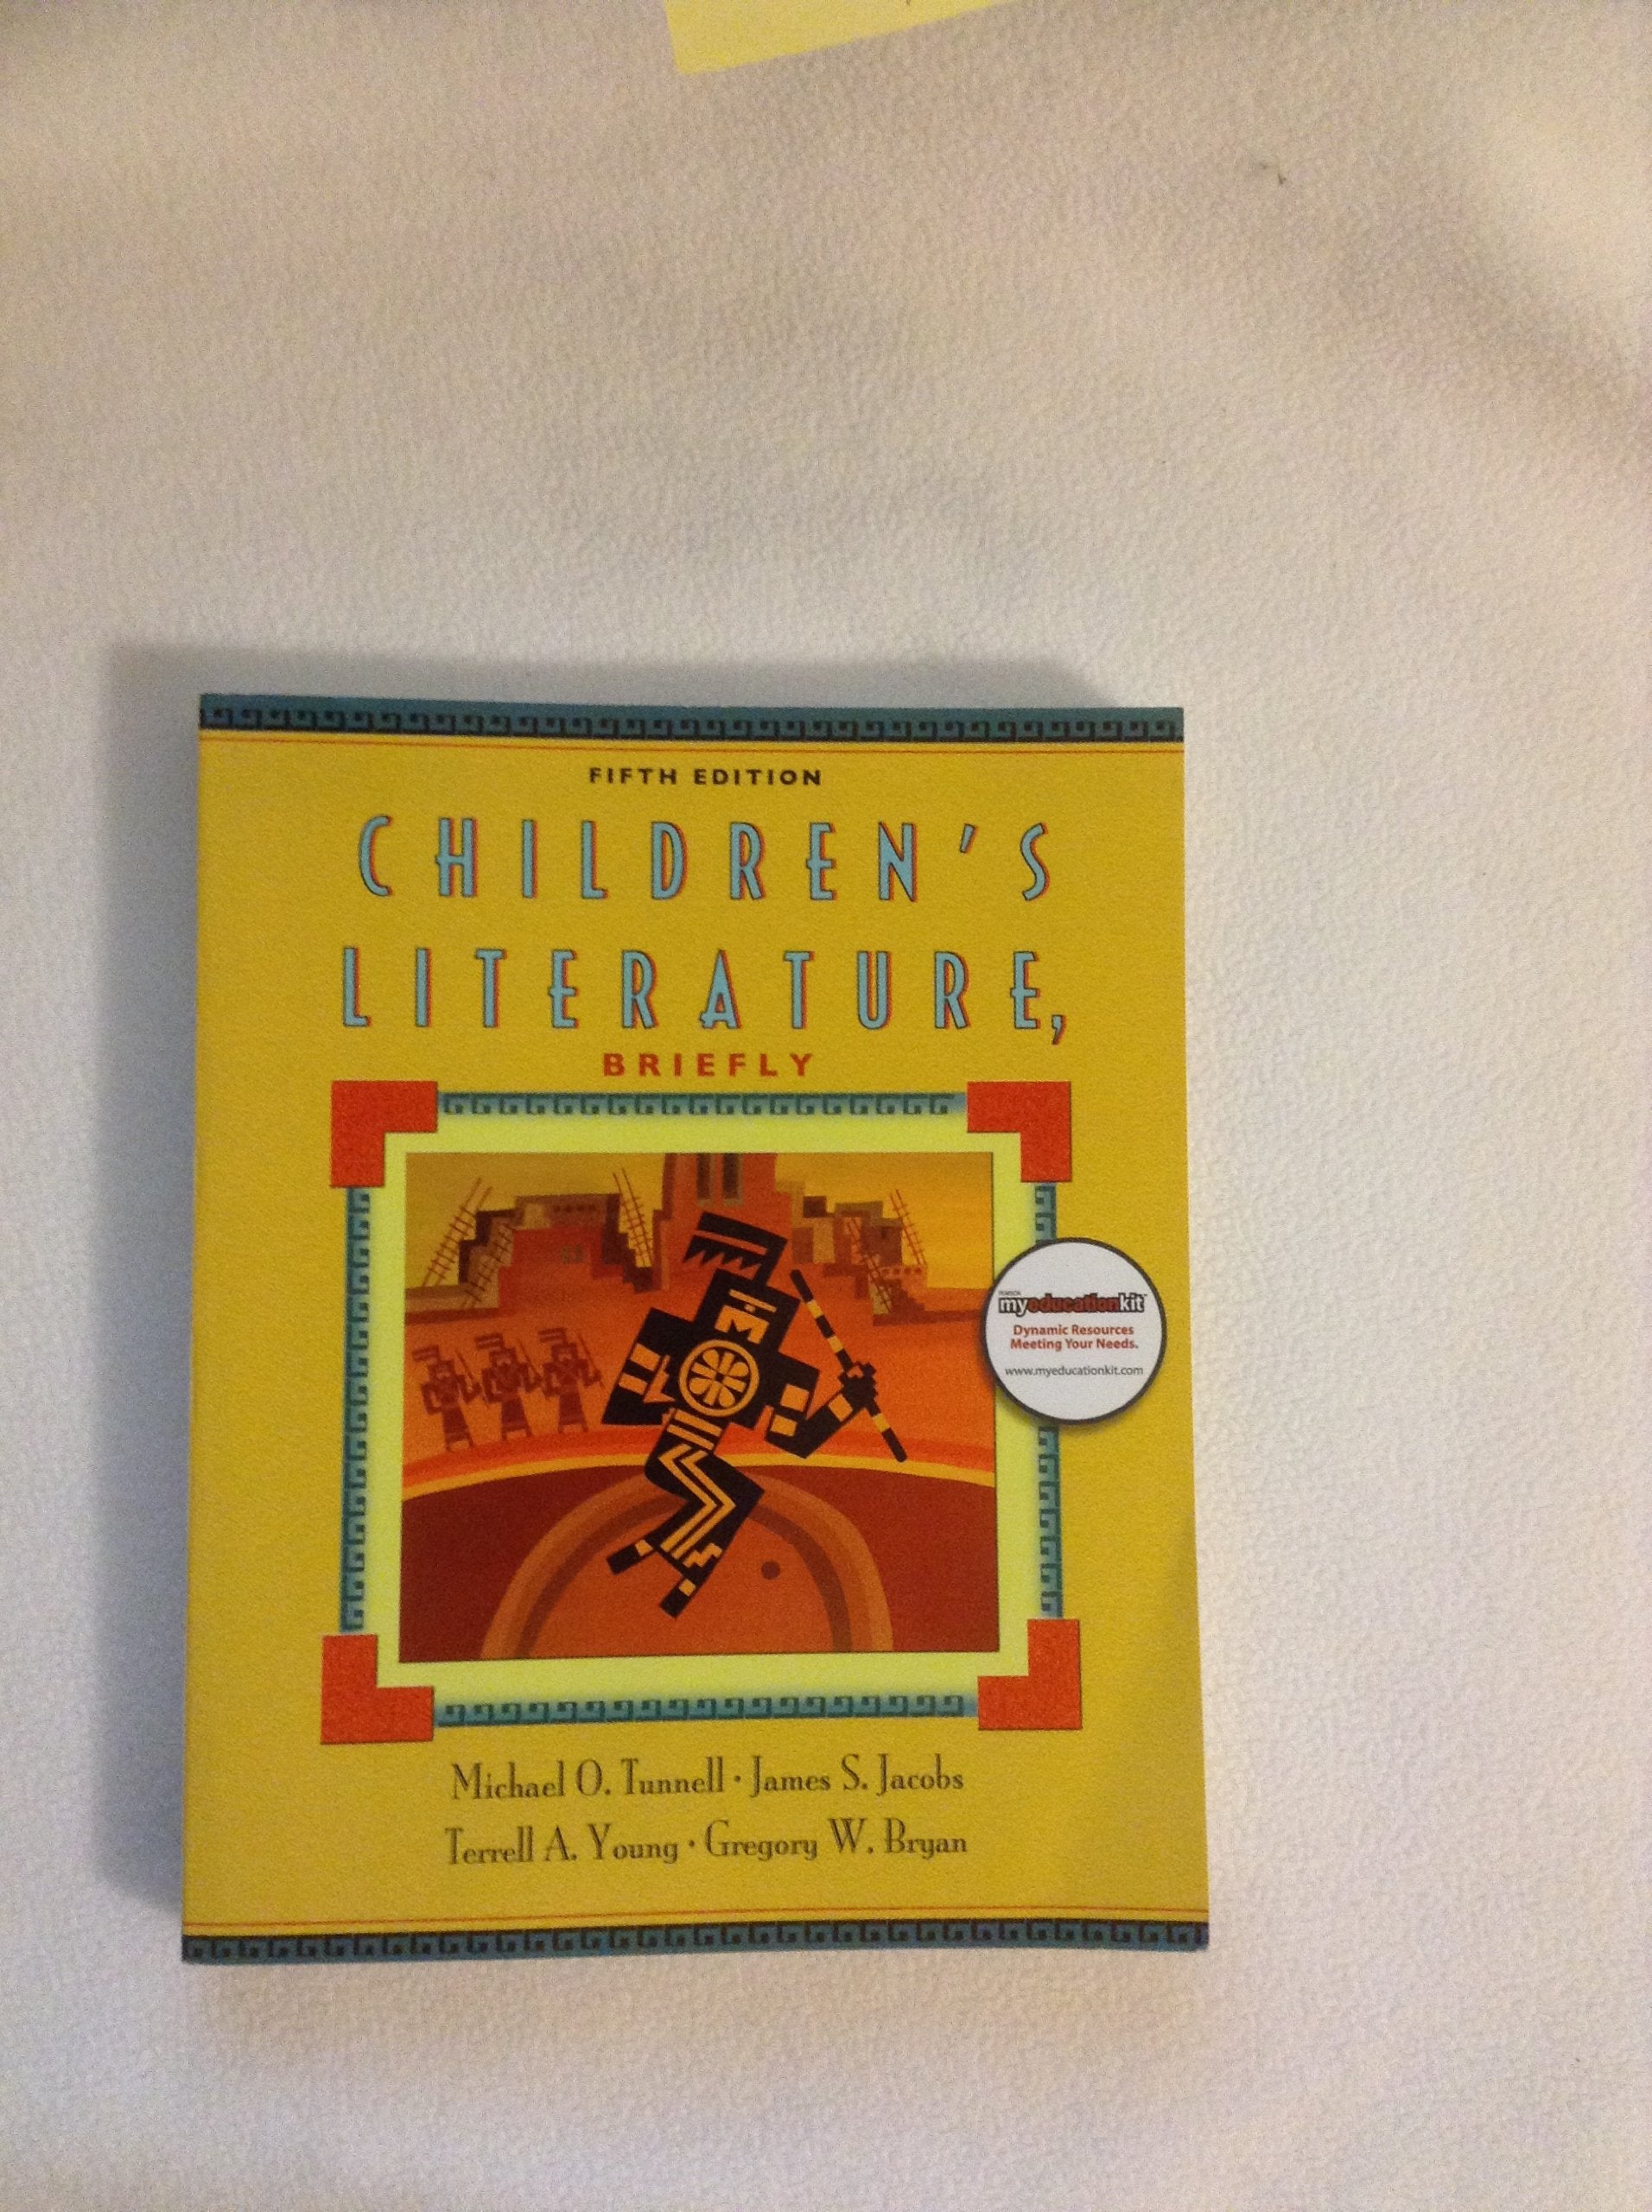 FIFTH EDITION
CHILDREN'S
LITERATURE,
BRIEFLY
PEARSON
myeducationkit
Dynamic Resources
Meeting Your Needs.
www.myeducationkit.com
Michael O. Tunnell • James S. Jacobs
Terrell A. Young • Gregory W. Bryan